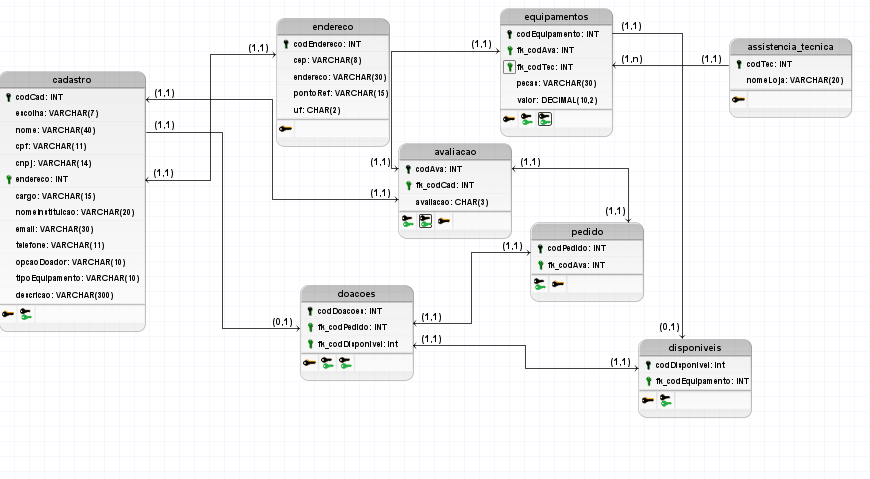 cadastro
codCad: INT
escolha: VARCHAR(7)
nome: VARCHAR(40)
cpf: VARCHAR(11)
cnpj: VARCHAR(14)
endereco: INT
cargo: VARCHAR(15)
nomeInstituicao: VARCHAR(20)
email: VARCHAR(30)
telefone: VARCHAR(11)
opcaoDoador: VARCHAR(10)
tipoEquipamento: VARCHAR(10)
descricao: VARCHAR(300)
(1,1)
(1,1)
(1,1)
(1,1)
endereco
codEndereco: INT
cep: VARCHAR(8)
endereco: VARCHAR(30)
pontoRef: VARCHAR(15)
uf: CHAR(2)
equipamentos
codEquipamento: INT
fk_codAva: INT
fk_codTec: INT
pecas: VARCHAR(30)
valor: DECIMAL(10,2)
(1,1)
(1,1)
(1,n)
(1,1)
assistencia_tecnica
codTec: INT
nomeLoja: VARCHAR(20)
avaliacao
codAva: INT
fk_codCad: INT
avaliacao: CHAR(3)
(1,1)
(1,1)
(1,1)
(1,1)
pedido
codPedido: INT
fk_codAva: INT
(1,1)
doacoes
codDoacoes: INT
fk_codPedido: INT
fk_codDisponivel: Int
(0,1)
(1,1)
(1,1)
(1,1)
(0,1)
disponiveis
codDisponivel: Int
fk_codEquipamento: INT